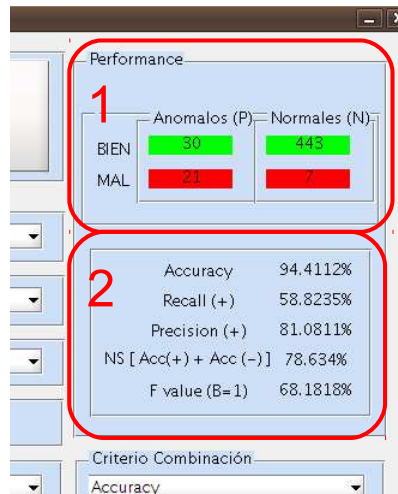 Performance
1
Anomalos (P) Normales (N)
BIEN 30 443
MAL 21 7
2
Accuracy 94.4112%
Recall (+) 58.8235%
Precision (+) 81.0811%
NS [ Acc(+) + Acc (-)] 78.634%
F value (B=1) 68.1818%
Criterio Combinación
Accuracy